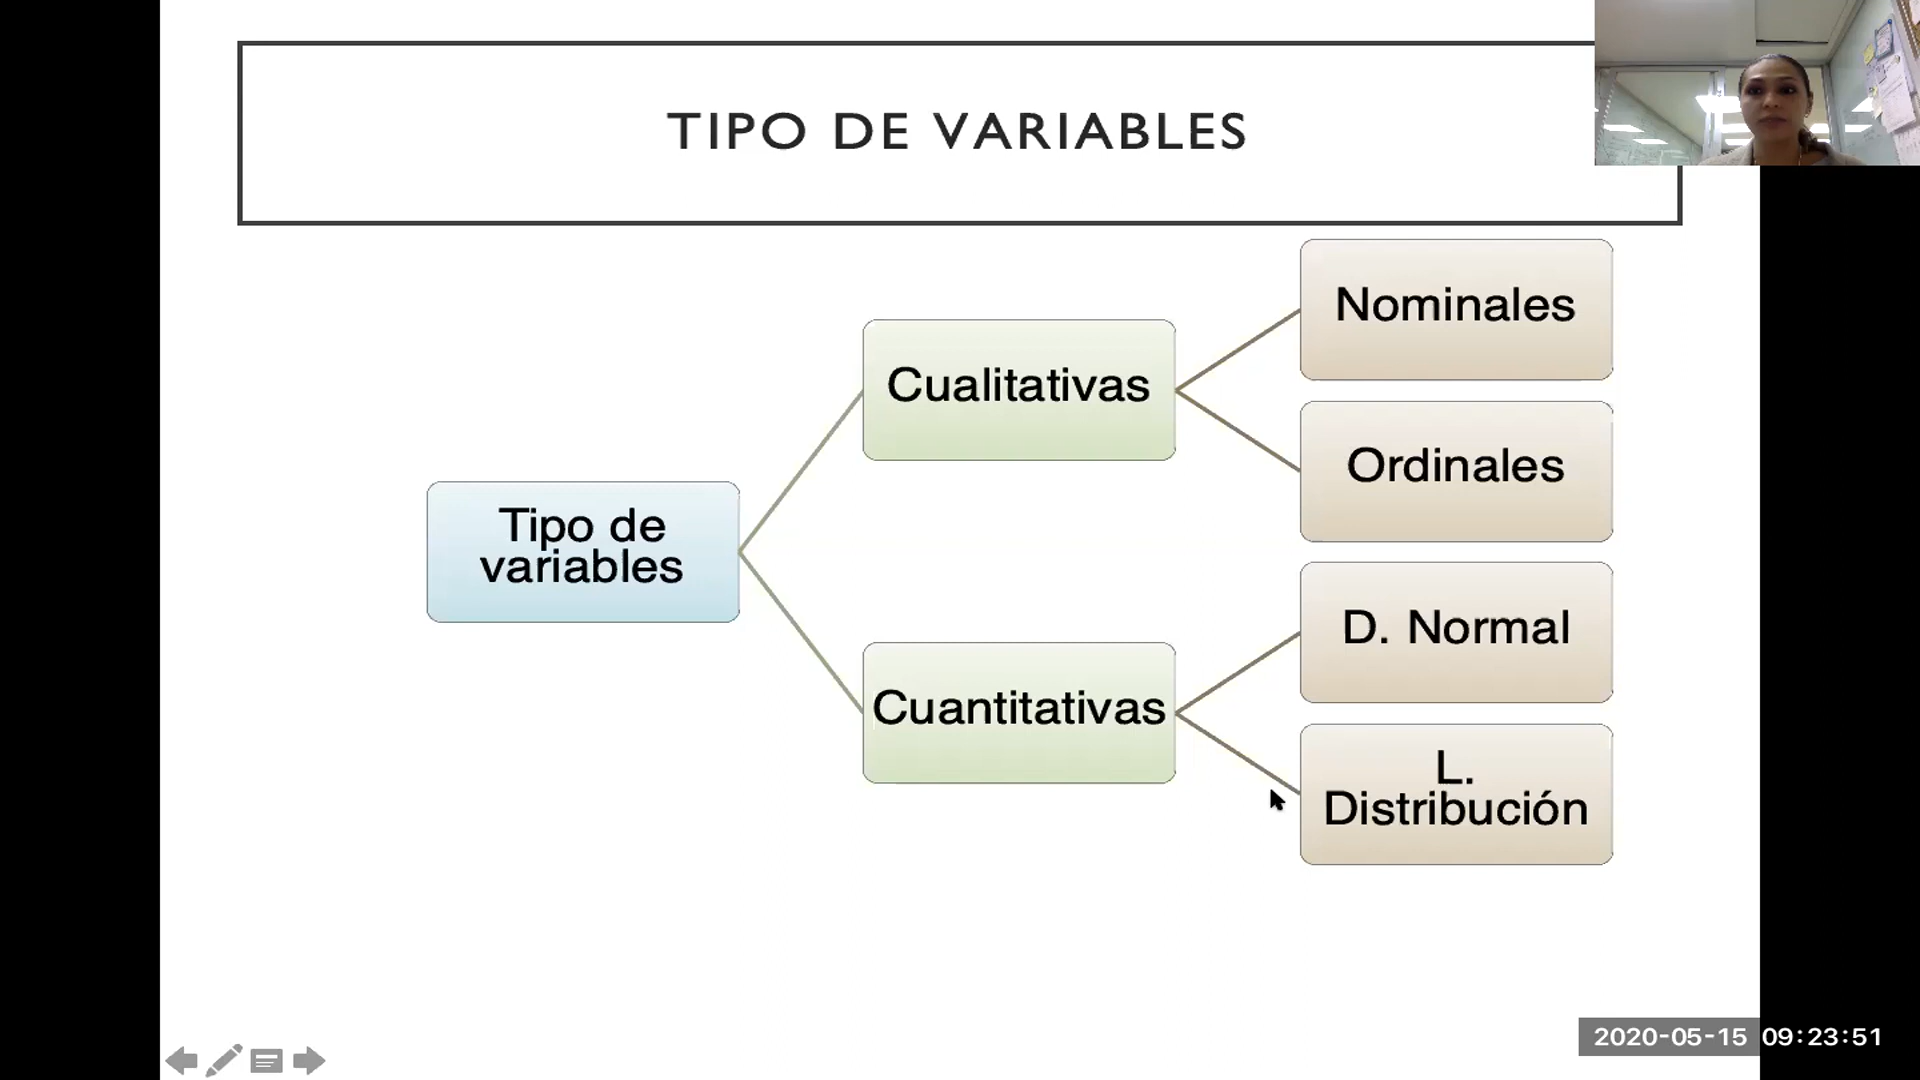 TIPO DE VARIABLES
Nominales
Cualitativas
Ordinales
Tipo de
variables
D. Normal
Cuantitativas
L.
Distribución
2020-05-15 09:23:51